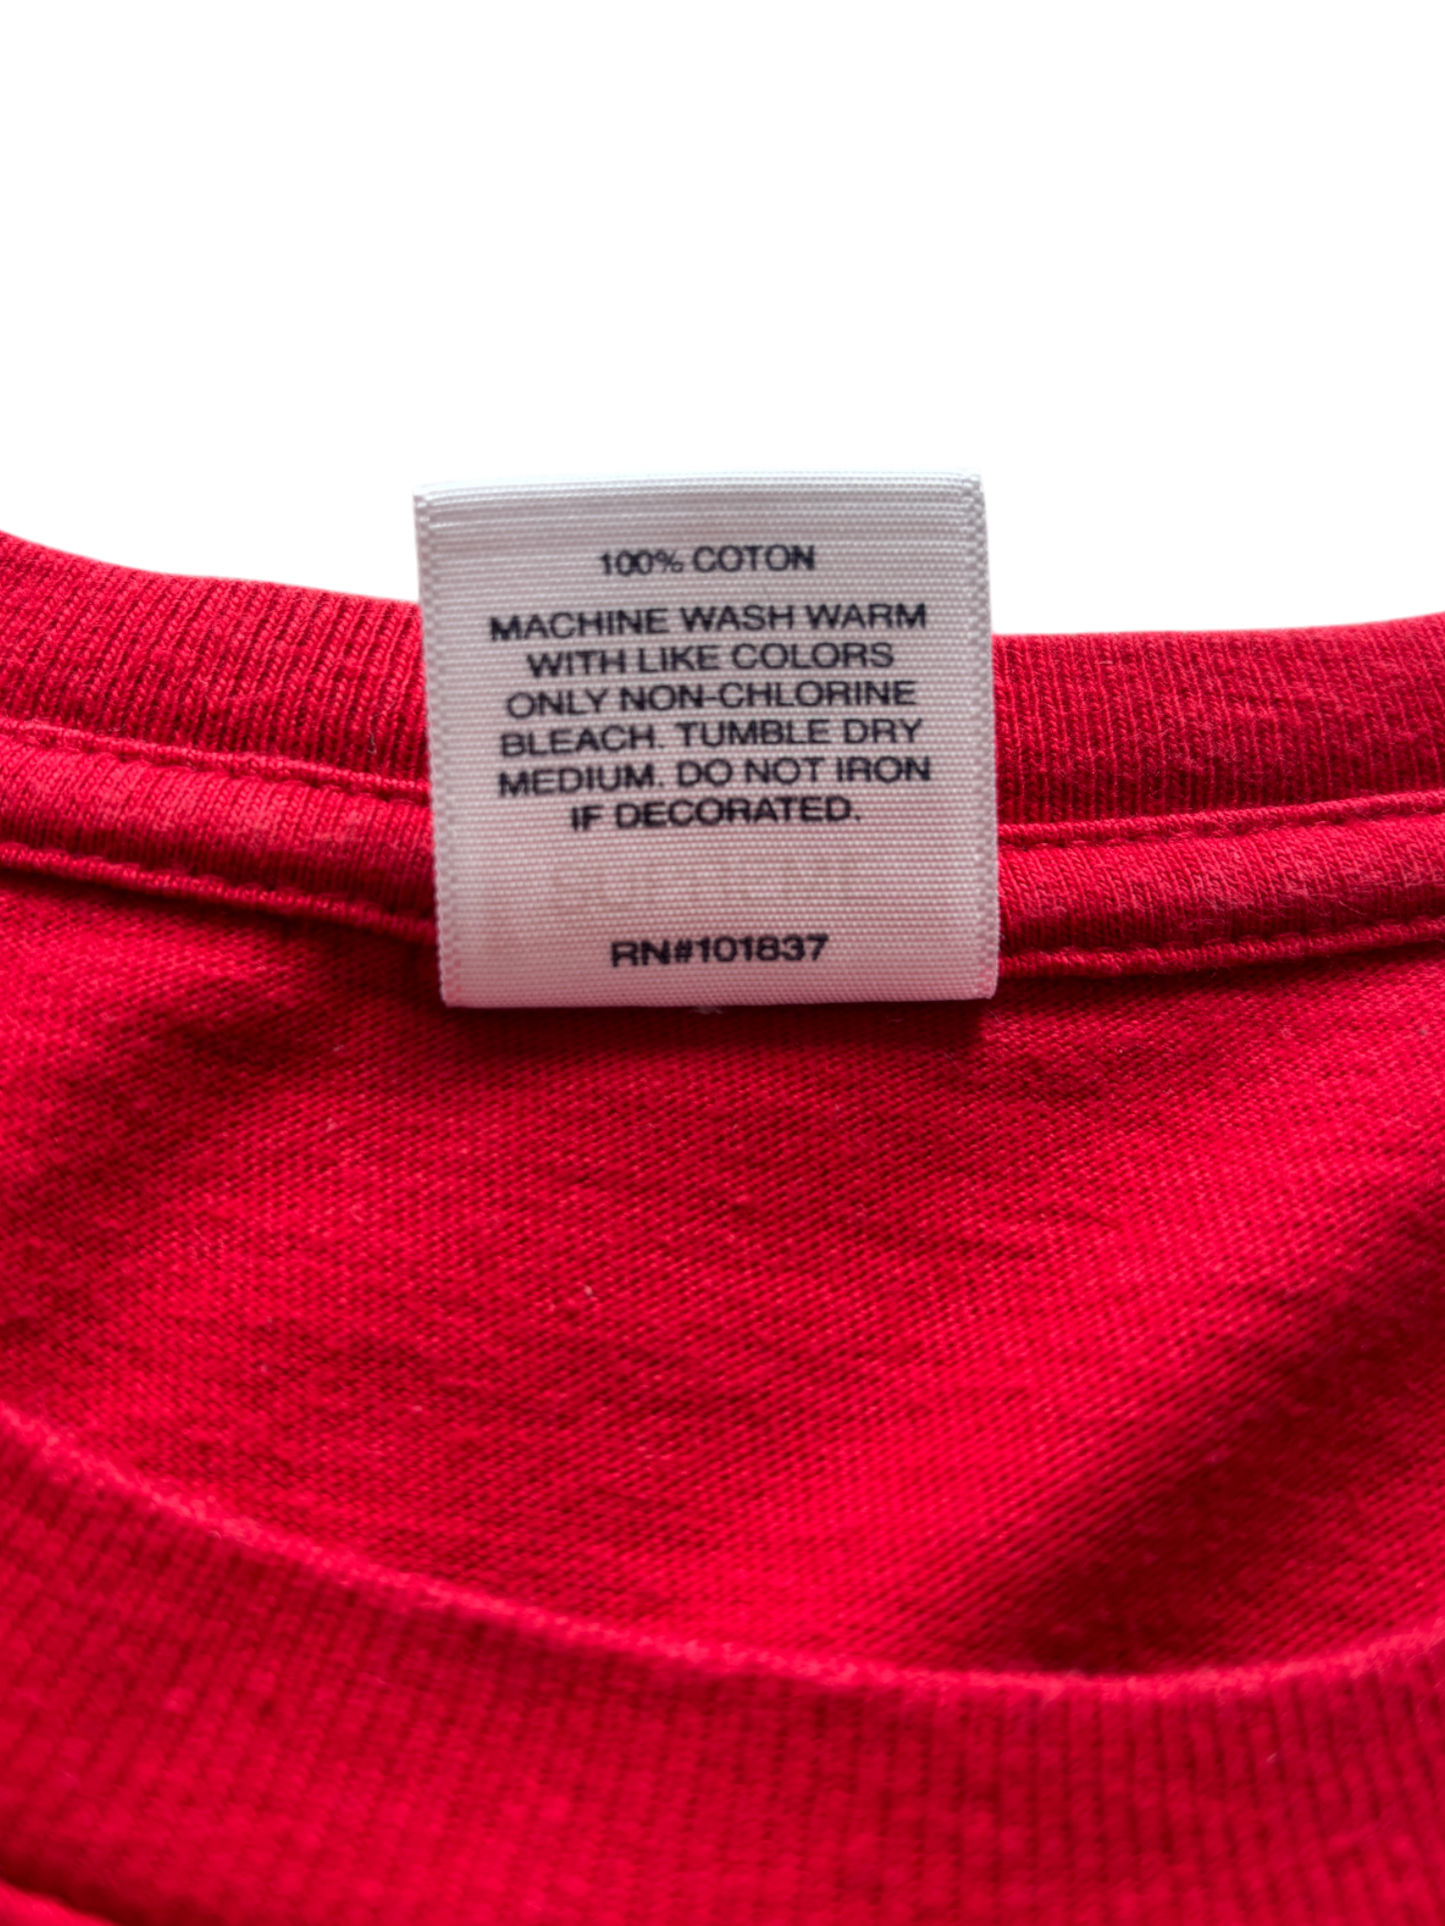 100% COTON
MACHINE WASH WARM
WITH LIKE COLORS
ONLY NON-CHLORINE
BLEACH. TUMBLE DRY
MEDIUM. DO NOT IRON
IF DECORATED.
RN#101837